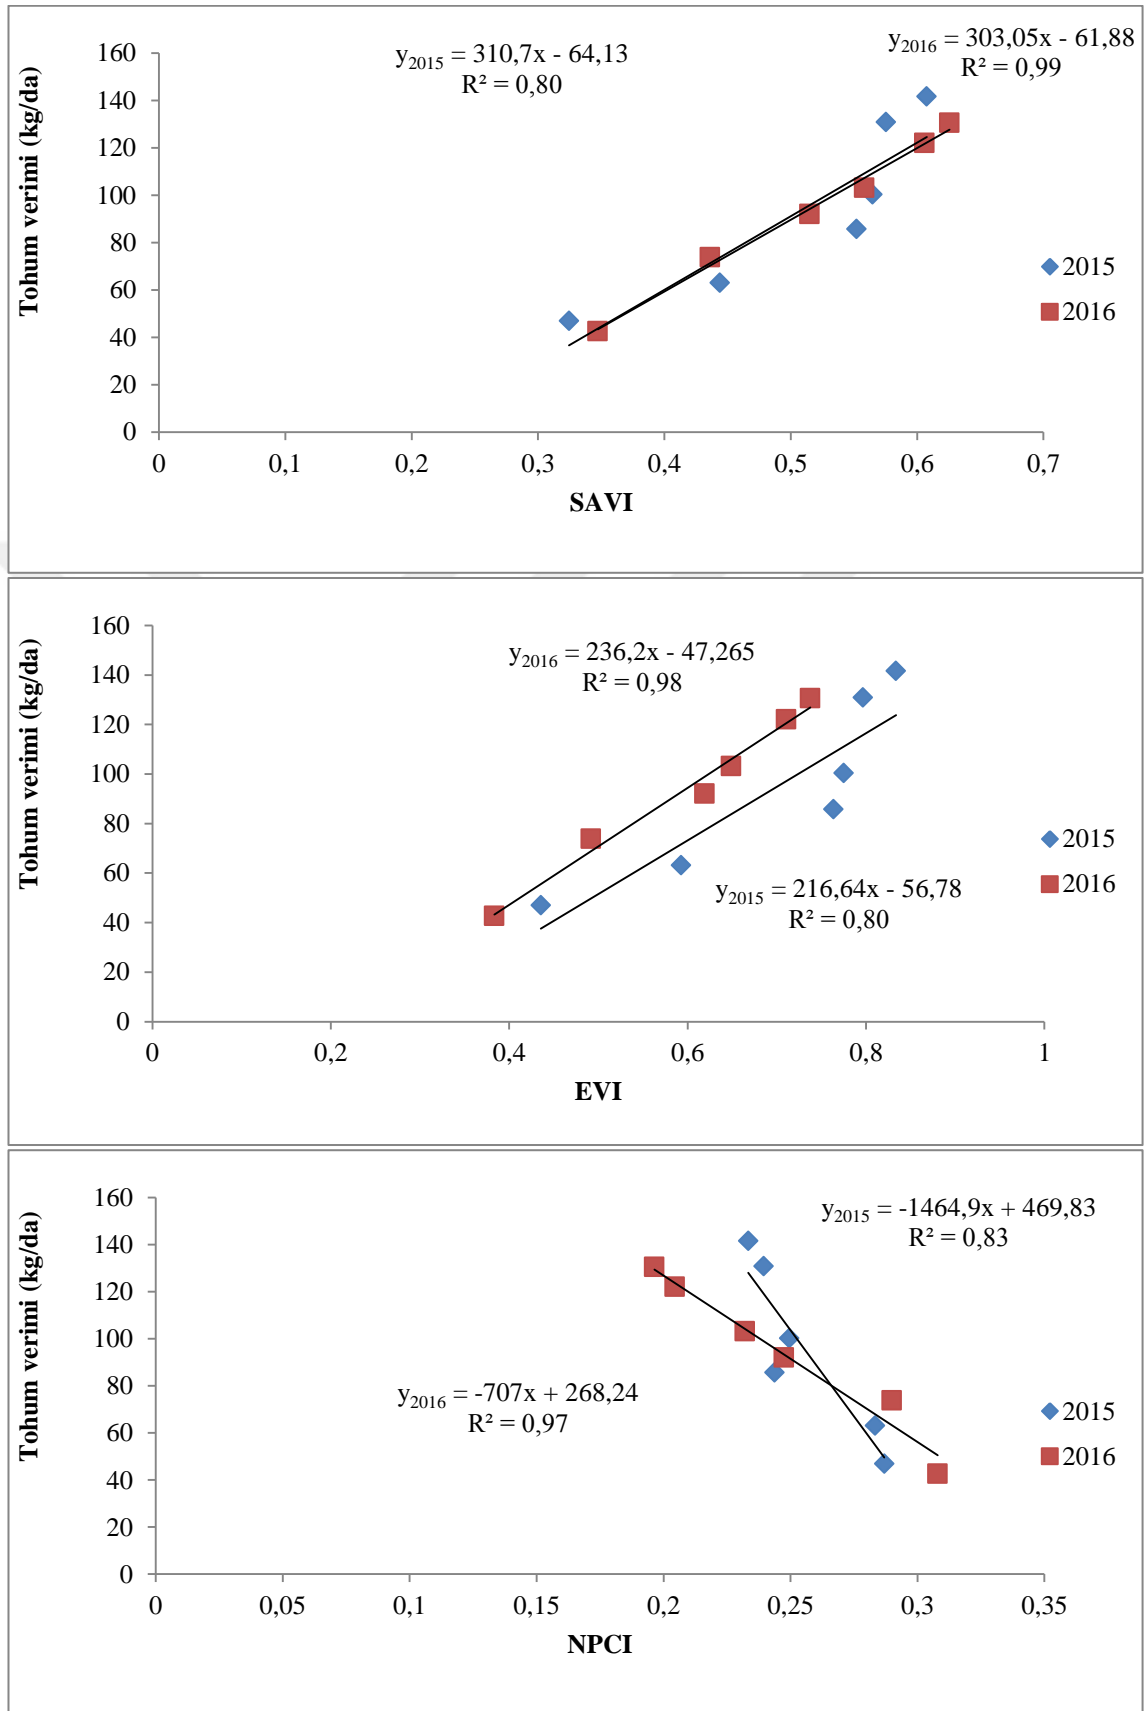 y2015 = 310,7x - 64,13
R² = 0,80
y2016 = 303,05x - 61,88
R² = 0,99
Tohum verimi (kg/da)
160
140
120
100
80
60
40
20
0
0 0,1 0,2 0,3 0,4 0,5 0,6 0,7
SAVI
2015
2016
y2016 = 236,2x - 47,265
R² = 0,98
y2015 = 216,64x - 56,78
R² = 0,80
Tohum verimi (kg/da)
160
140
120
100
80
60
40
20
0
0 0,2 0,4 0,6 0,8 1
EVI
2015
2016
y2015 = -1464,9x + 469,83
R² = 0,83
y2016 = -707x + 268,24
R² = 0,97
Tohum verimi (kg/da)
160
140
120
100
80
60
40
20
0
0 0,05 0,1 0,15 0,2 0,25 0,3 0,35
NPCI
2015
2016